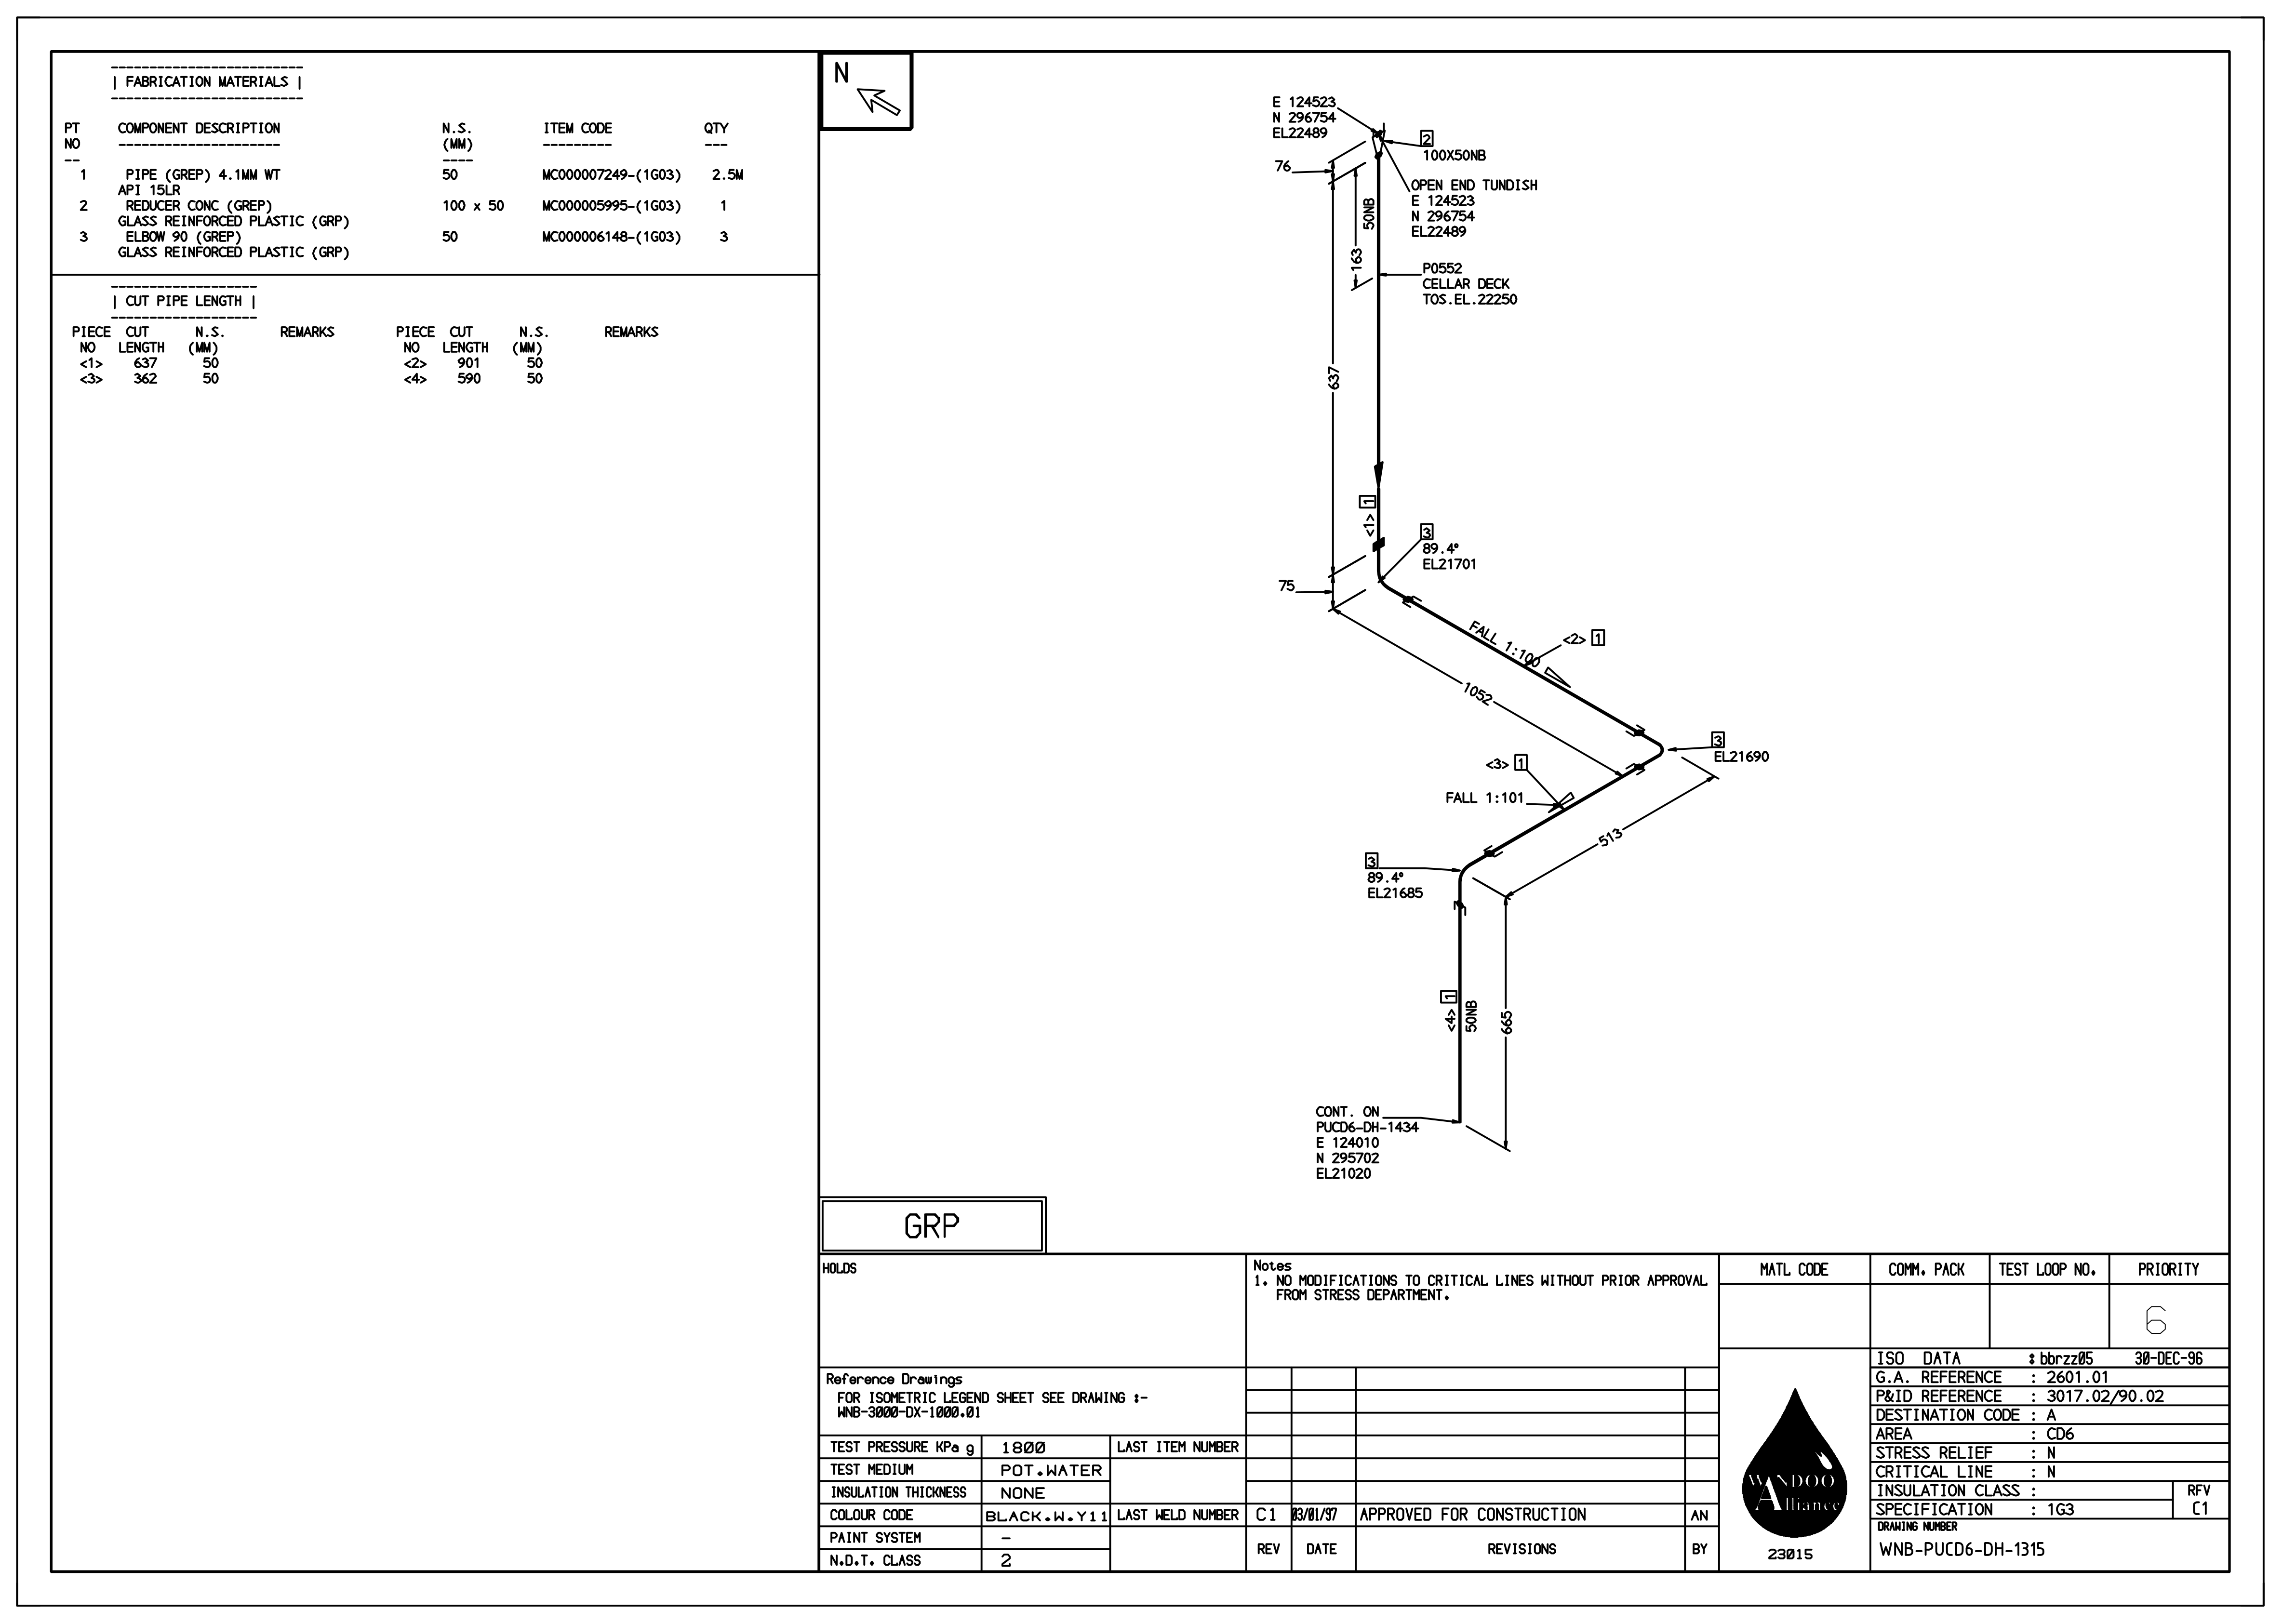 | FABRICATION MATERIALS |
PT NO COMPONENT DESCRIPTION N.S. (MM) ITEM CODE QTY
1 PIPE (GREP) 4.1MM WT 50 MC000007249-(1G03) 2.5M
API 15LR
2 REDUCER CONC (GREP) 100 x 50 MC000005995-(1G03) 1
GLASS REINFORCED PLASTIC (GRP)
3 ELBOW 90 (GREP) 50 MC000006148-(1G03) 3
GLASS REINFORCED PLASTIC (GRP)
| CUT PIPE LENGTH |
PIECE CUT N.S. REMARKS PIECE CUT N.S. REMARKS
NO LENGTH (MM) NO LENGTH (MM)
<1> 637 50 <2> 901 50
<3> 362 50 <4> 590 50
N
E 124523
N 296754
EL22489
2
100X50NB
76
OPEN END TUNDISH
E 124523
N 296754
EL22489
50NB
163
P0552
CELLAR DECK
TOS.EL.22250
637
<1> 1
3
89.4°
EL21701
75
FALL 1:100
<2> 1
1052
3
EL21690
<3> 1
FALL 1:101
513
3
89.4°
EL21685
<4> 1
50NB
665
CONT. ON
PUCD6-DH-1434
E 124010
N 295702
EL21020
GRP
HOLDS
Notes
1. NO MODIFICATIONS TO CRITICAL LINES WITHOUT PRIOR APPROVAL
FROM STRESS DEPARTMENT.
MATL CODE COMM. PACK TEST LOOP NO. PRIORITY
6
Reference Drawings
FOR ISOMETRIC LEGEND SHEET SEE DRAWING :-
WNB-3000-DX-1000.01
TEST PRESSURE KPa g 1800 LAST ITEM NUMBER
TEST MEDIUM POT.WATER
INSULATION THICKNESS NONE
COLOUR CODE BLACK.W.Y11 LAST WELD NUMBER
PAINT SYSTEM -
N.D.T. CLASS 2
C1 03/01/97 APPROVED FOR CONSTRUCTION AN
REV DATE REVISIONS BY
WANDOO
Alliance
23015
ISO DATA : bbrzz05 30-DEC-96
G.A. REFERENCE : 2601.01
P&ID REFERENCE : 3017.02/90.02
DESTINATION CODE : A
AREA : CD6
STRESS RELIEF : N
CRITICAL LINE : N
INSULATION CLASS : RFV
SPECIFICATION : 1G3 C1
DRAWING NUMBER
WNB-PUCD6-DH-1315